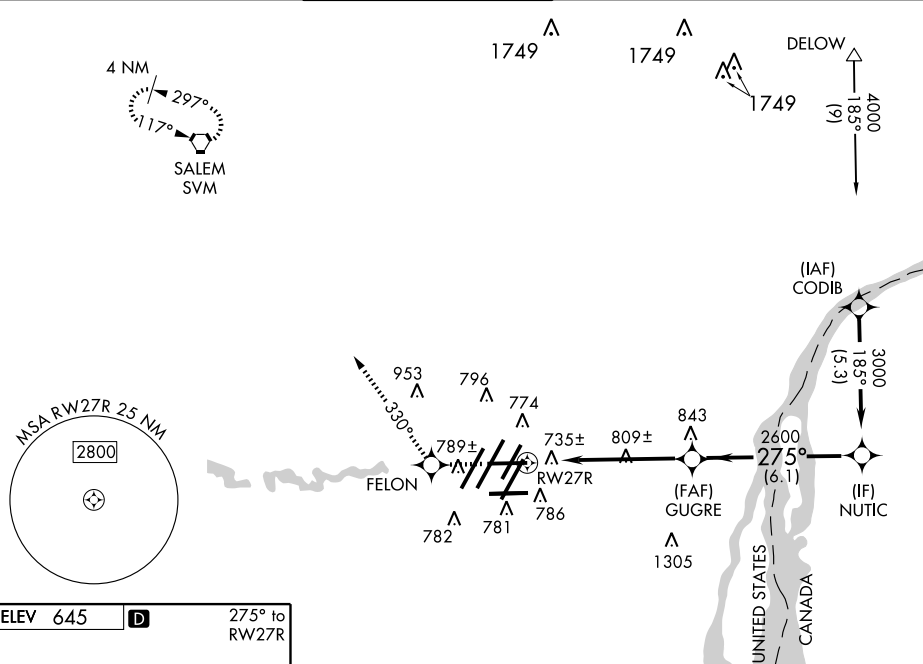 1749
1749
1749
DELOW
4000
185°
(9)
4 NM
297°
117°
SALEM
SVM
(IAF)
CODIB
3000
185°
(5.3)
MSA RW27R 25 NM
2800
330°
953
796
774
789±
735±
809±
843
2600
275°
(6.1)
FELON
RW27R
(FAF)
GUGRE
(IF)
NUTIC
782
781
786
1305
UNITED STATES
CANADA
ELEV 645
D
275° to
RW27R